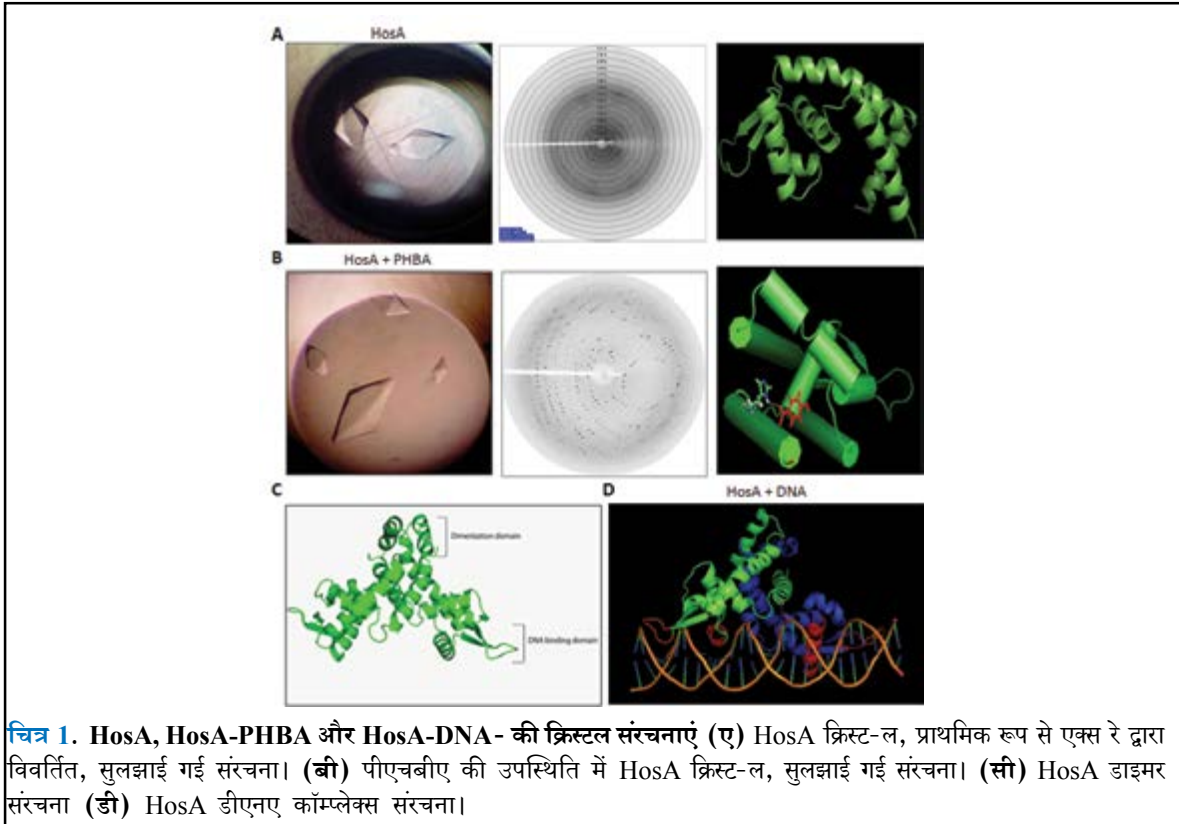 A
HosA
B
HosA + PHBA
C
D
HosA + DNA
Dimerization domain
DNA binding domain
चित्र 1. HosA, HosA-PHBA और HosA-DNA- की क्रिस्टल संरचनाएं (ए) HosA क्रिस्ट-ल, प्राथमिक रूप से एक्स रे द्वारा
विवर्तित, सुलझाई गई संरचना। (बी) पीएचबीए की उपस्थिति में HosA क्रिस्ट-ल, सुलझाई गई संरचना। (सी) HosA डाइमर
संरचना (डी) HosA डीएनए कॉम्प्लेक्स संरचना।